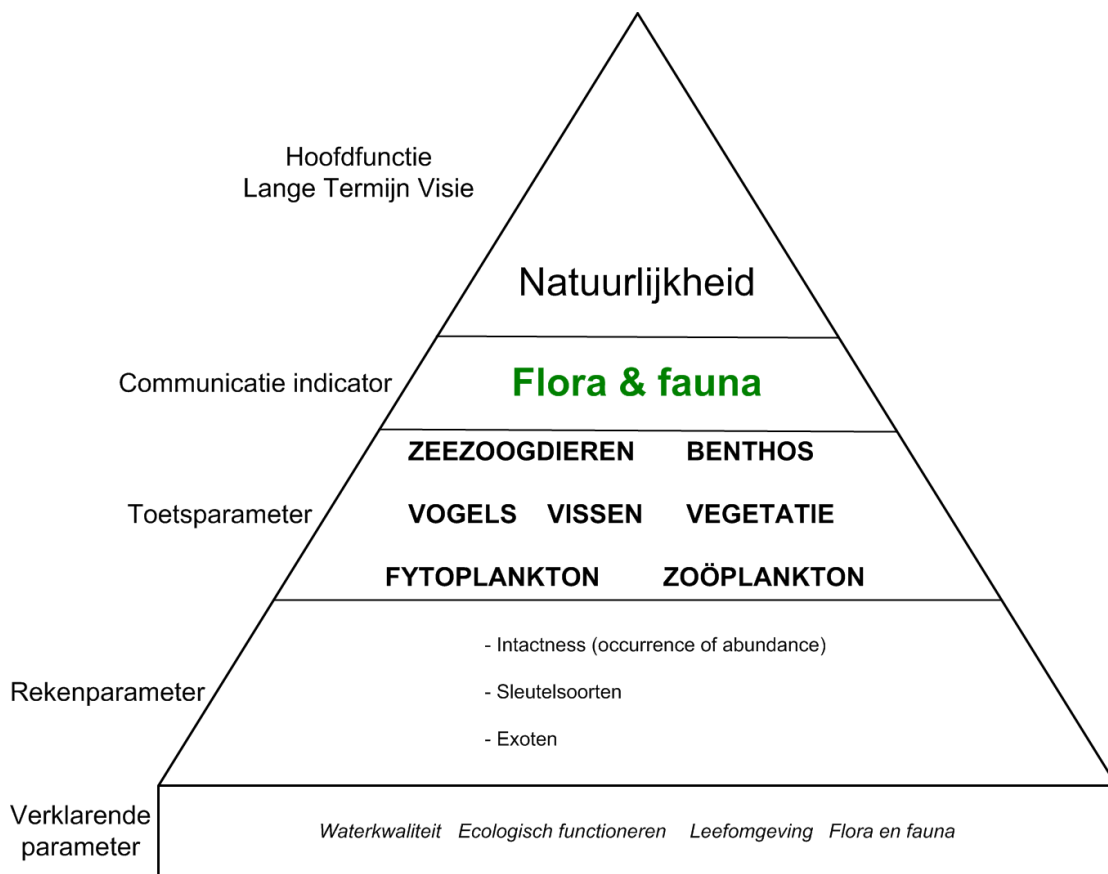 Hoofdfunctie
Lange Termijn Visie
Natuurlijkheid
Communicatie indicator
Flora & fauna
Toetsparameter
ZEEZOOGDIEREN BENTHOS
VOGELS VISSEN VEGETATIE
FYTOPLANKTON ZOÖPLANKTON
Rekenparameter
- Intactness (occurrence of abundance)
- Sleutelsoorten
- Exoten
Verklarende
parameter
Waterkwaliteit Ecologisch functioneren Leefomgeving Flora en fauna